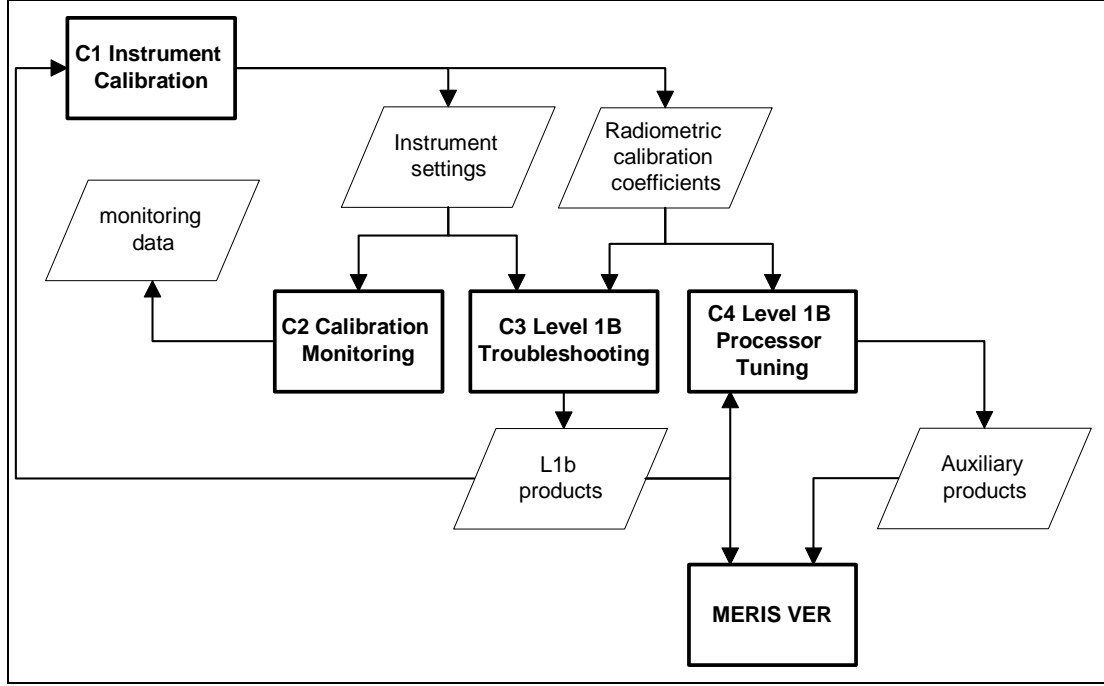 C1 Instrument
Calibration
Instrument
settings
Radiometric
calibration
coefficients
monitoring
data
C2 Calibration
Monitoring
C3 Level 1B
Troubleshooting
C4 Level 1B
Processor
Tuning
L1b
products
Auxiliary
products
MERIS VER